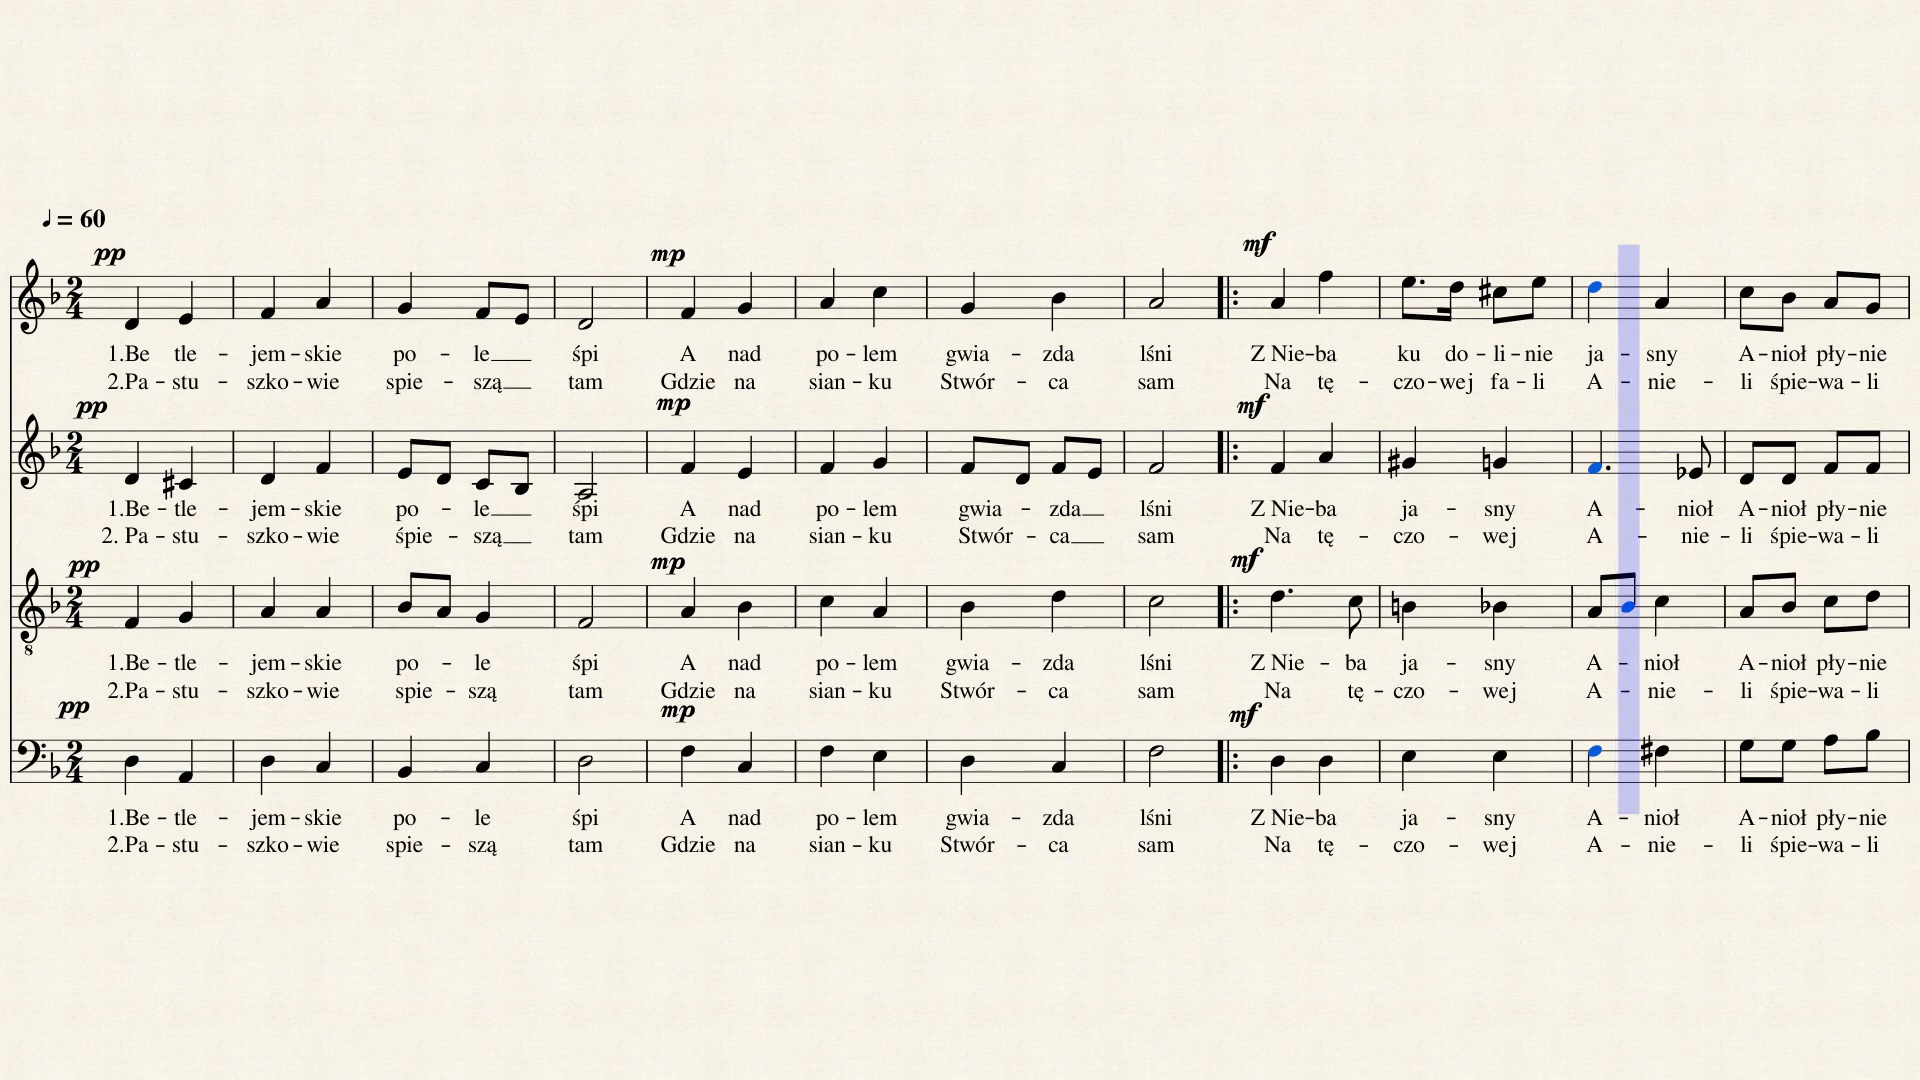 ♩ = 60
pp mp mf
1.Be tle – jem – skie po – le śpi A nad po – lem gwia – zda lśni Z Nie – ba ku do – li – nie ja – sny A – nioł pły – nie
2.Pa – stu – szko – wie spie – szą tam Gdzie na sian – ku Stwór – ca sam Na tę – czo – wej fa – li A – nie – li śpie – wa – li
pp mp mf
1.Be – tle – jem – skie po – le śpi A nad po – lem gwia – zda lśni Z Nie – ba ja – sny A – nioł A – nioł pły – nie
2. Pa – stu – szko – wie śpie – szą tam Gdzie na sian – ku Stwór – ca sam Na tę – czo – wej A – nie – li śpie – wa – li
pp mp mf
1.Be – tle – jem – skie po – le śpi A nad po – lem gwia – zda lśni Z Nie – ba ja – sny A – nioł A – nioł pły – nie
2.Pa – stu – szko – wie spie – szą tam Gdzie na sian – ku Stwór – ca sam Na tę – czo – wej A – nie – li śpie – wa – li
pp mp mf
1.Be – tle – jem – skie po – le śpi A nad po – lem gwia – zda lśni Z Nie – ba ja – sny A – nioł A – nioł pły – nie
2.Pa – stu – szko – wie spie – szą tam Gdzie na sian – ku Stwór – ca sam Na tę – czo – wej A – nie – li śpie – wa – li